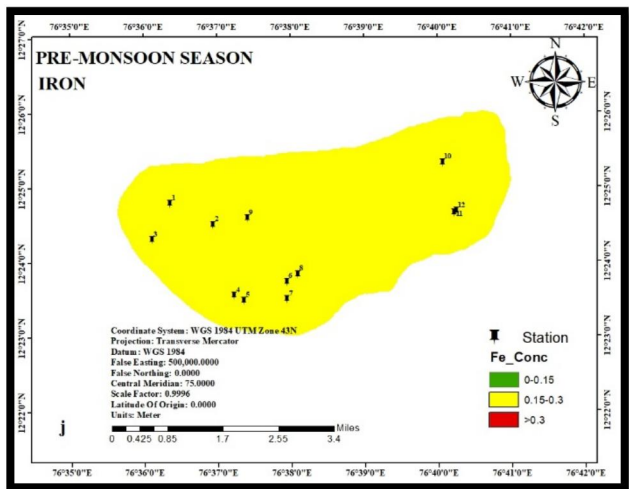 76°35'0"E 76°36'0"E 76°37'0"E 76°38'0"E 76°39'0"E 76°40'0"E 76°41'0"E 76°42'0"E
PRE-MONSOON SEASON
IRON
N
W E
S
12°27'0"N 12°27'0"N
12°26'0"N 12°26'0"N
12°25'0"N 12°25'0"N
12°24'0"N 12°24'0"N
12°23'0"N 12°23'0"N
12°22'0"N 12°22'0"N
10
1
12
11
2 9
3
8
6
4 5 7
Coordinate System: WGS 1984 UTM Zone 43N
Projection: Transverse Mercator
Datum: WGS 1984
False Easting: 500,000.0000
False Northing: 0.0000
Central Meridian: 75.0000
Scale Factor: 0.9996
Latitude Of Origin: 0.0000
Units: Meter
j
Miles
0 0.425 0.85 1.7 2.55 3.4
Station
Fe_Conc
0-0.15
0.15-0.3
>0.3
76°35'0"E 76°36'0"E 76°37'0"E 76°38'0"E 76°39'0"E 76°40'0"E 76°41'0"E 76°42'0"E